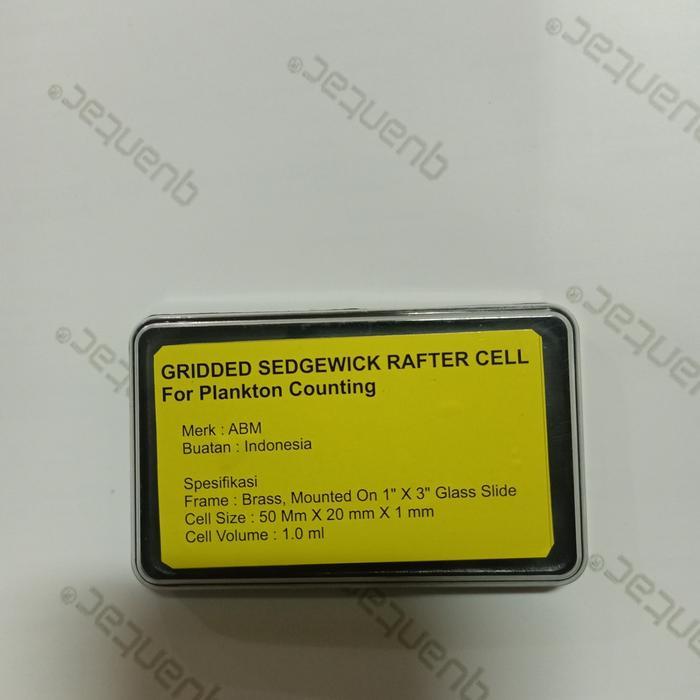 GRIDDED SEDGEWICK RAFTER CELL
For Plankton Counting
Merk : ABM
Buatan : Indonesia
Spesifikasi
Frame : Brass, Mounted On 1" X 3" Glass Slide
Cell Size : 50 Mm X 20 mm X 1 mm
Cell Volume : 1.0 ml